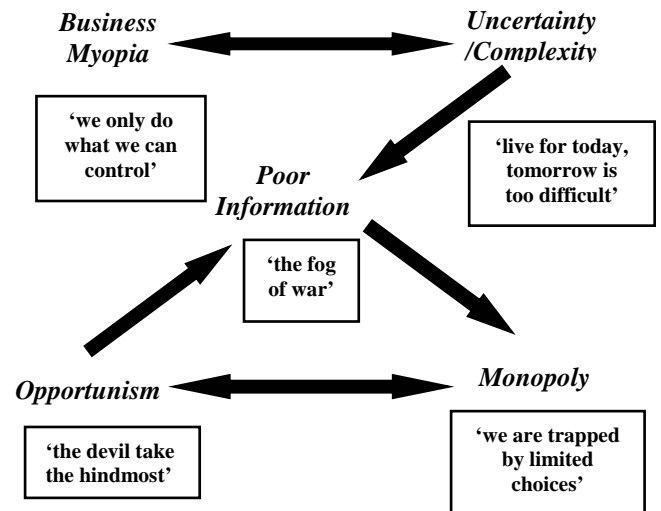 Business
Myopia
Uncertainty
/Complexity
‘we only do
what we can
control’
‘live for today,
tomorrow is
too difficult’
Poor
Information
‘the fog
of war’
Opportunism
Monopoly
‘the devil take
the hindmost’
‘we are trapped
by limited
choices’